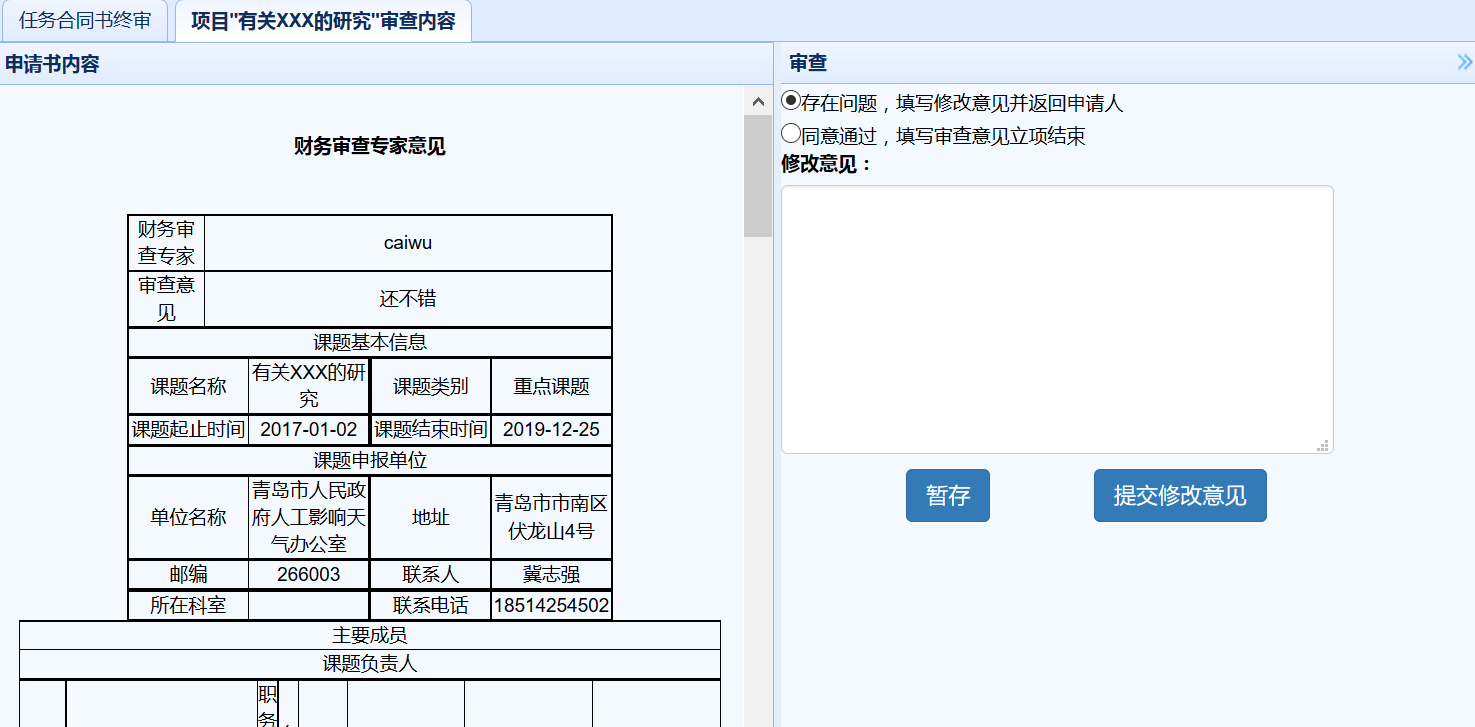 任务合同书终审
项目"有关XXX的研究"审查内容
申请书内容
财务审查专家意见
财务审
查专家
caiwu
审查意
见
还不错
课题基本信息
课题名称
有关XXX的研
究
课题类别
重点课题
课题起止时间
2017-01-02
课题结束时间
2019-12-25
课题申报单位
单位名称
青岛市人民政
府人工影响天
气办公室
地址
青岛市市南区
伏龙山4号
邮编
266003
联系人
冀志强
所在科室
联系电话
18514254502
主要成员
课题负责人
职
务
审查
存在问题，填写修改意见并返回申请人
同意通过，填写审查意见立项结束
修改意见：
暂存
提交修改意见